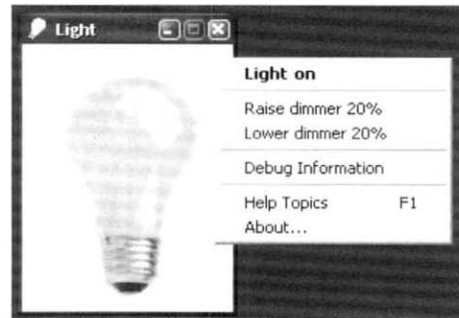 Light
Light on
Raise dimmer 20%
Lower dimmer 20%
Debug Information
Help Topics F1
About...